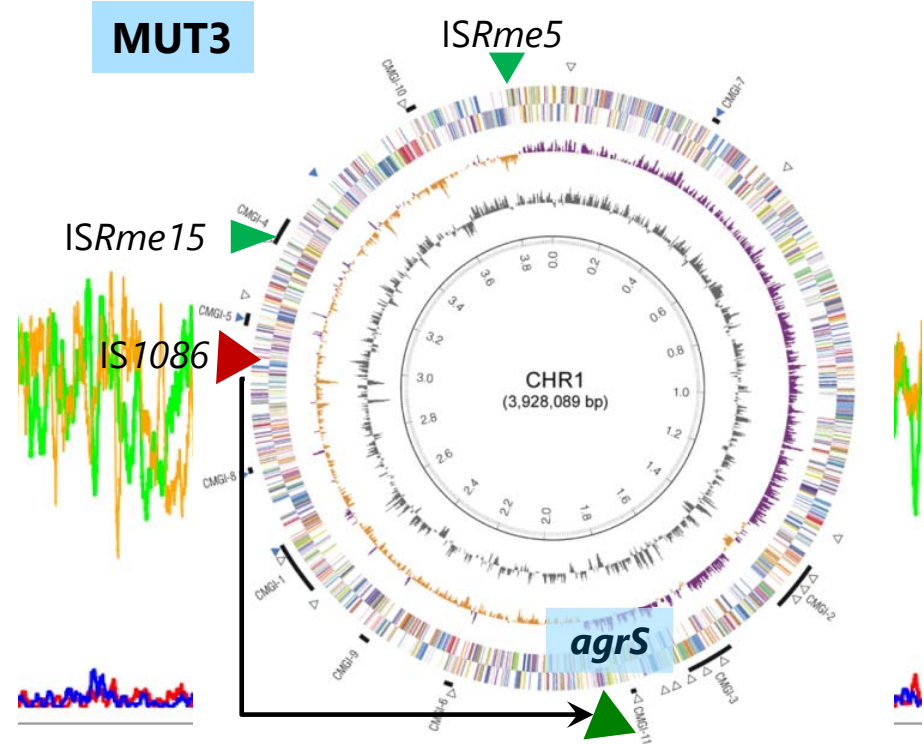 MUT3
ISRme5
CMGI-10
CMGI-7
CMGI-4
ISRme15
CMGI-5
IS1086
CMGI-8
CMGI-1
CMGI-9
CMGI-6
CMGI-11
CMGI-3
CMGI-2
0.0
0.2
0.4
0.6
0.8
1.0
1.2
1.4
1.6
1.8
2.0
2.2
2.4
2.6
2.8
3.0
3.2
3.4
3.6
3.8
CHR1
(3,928,089 bp)
agrS